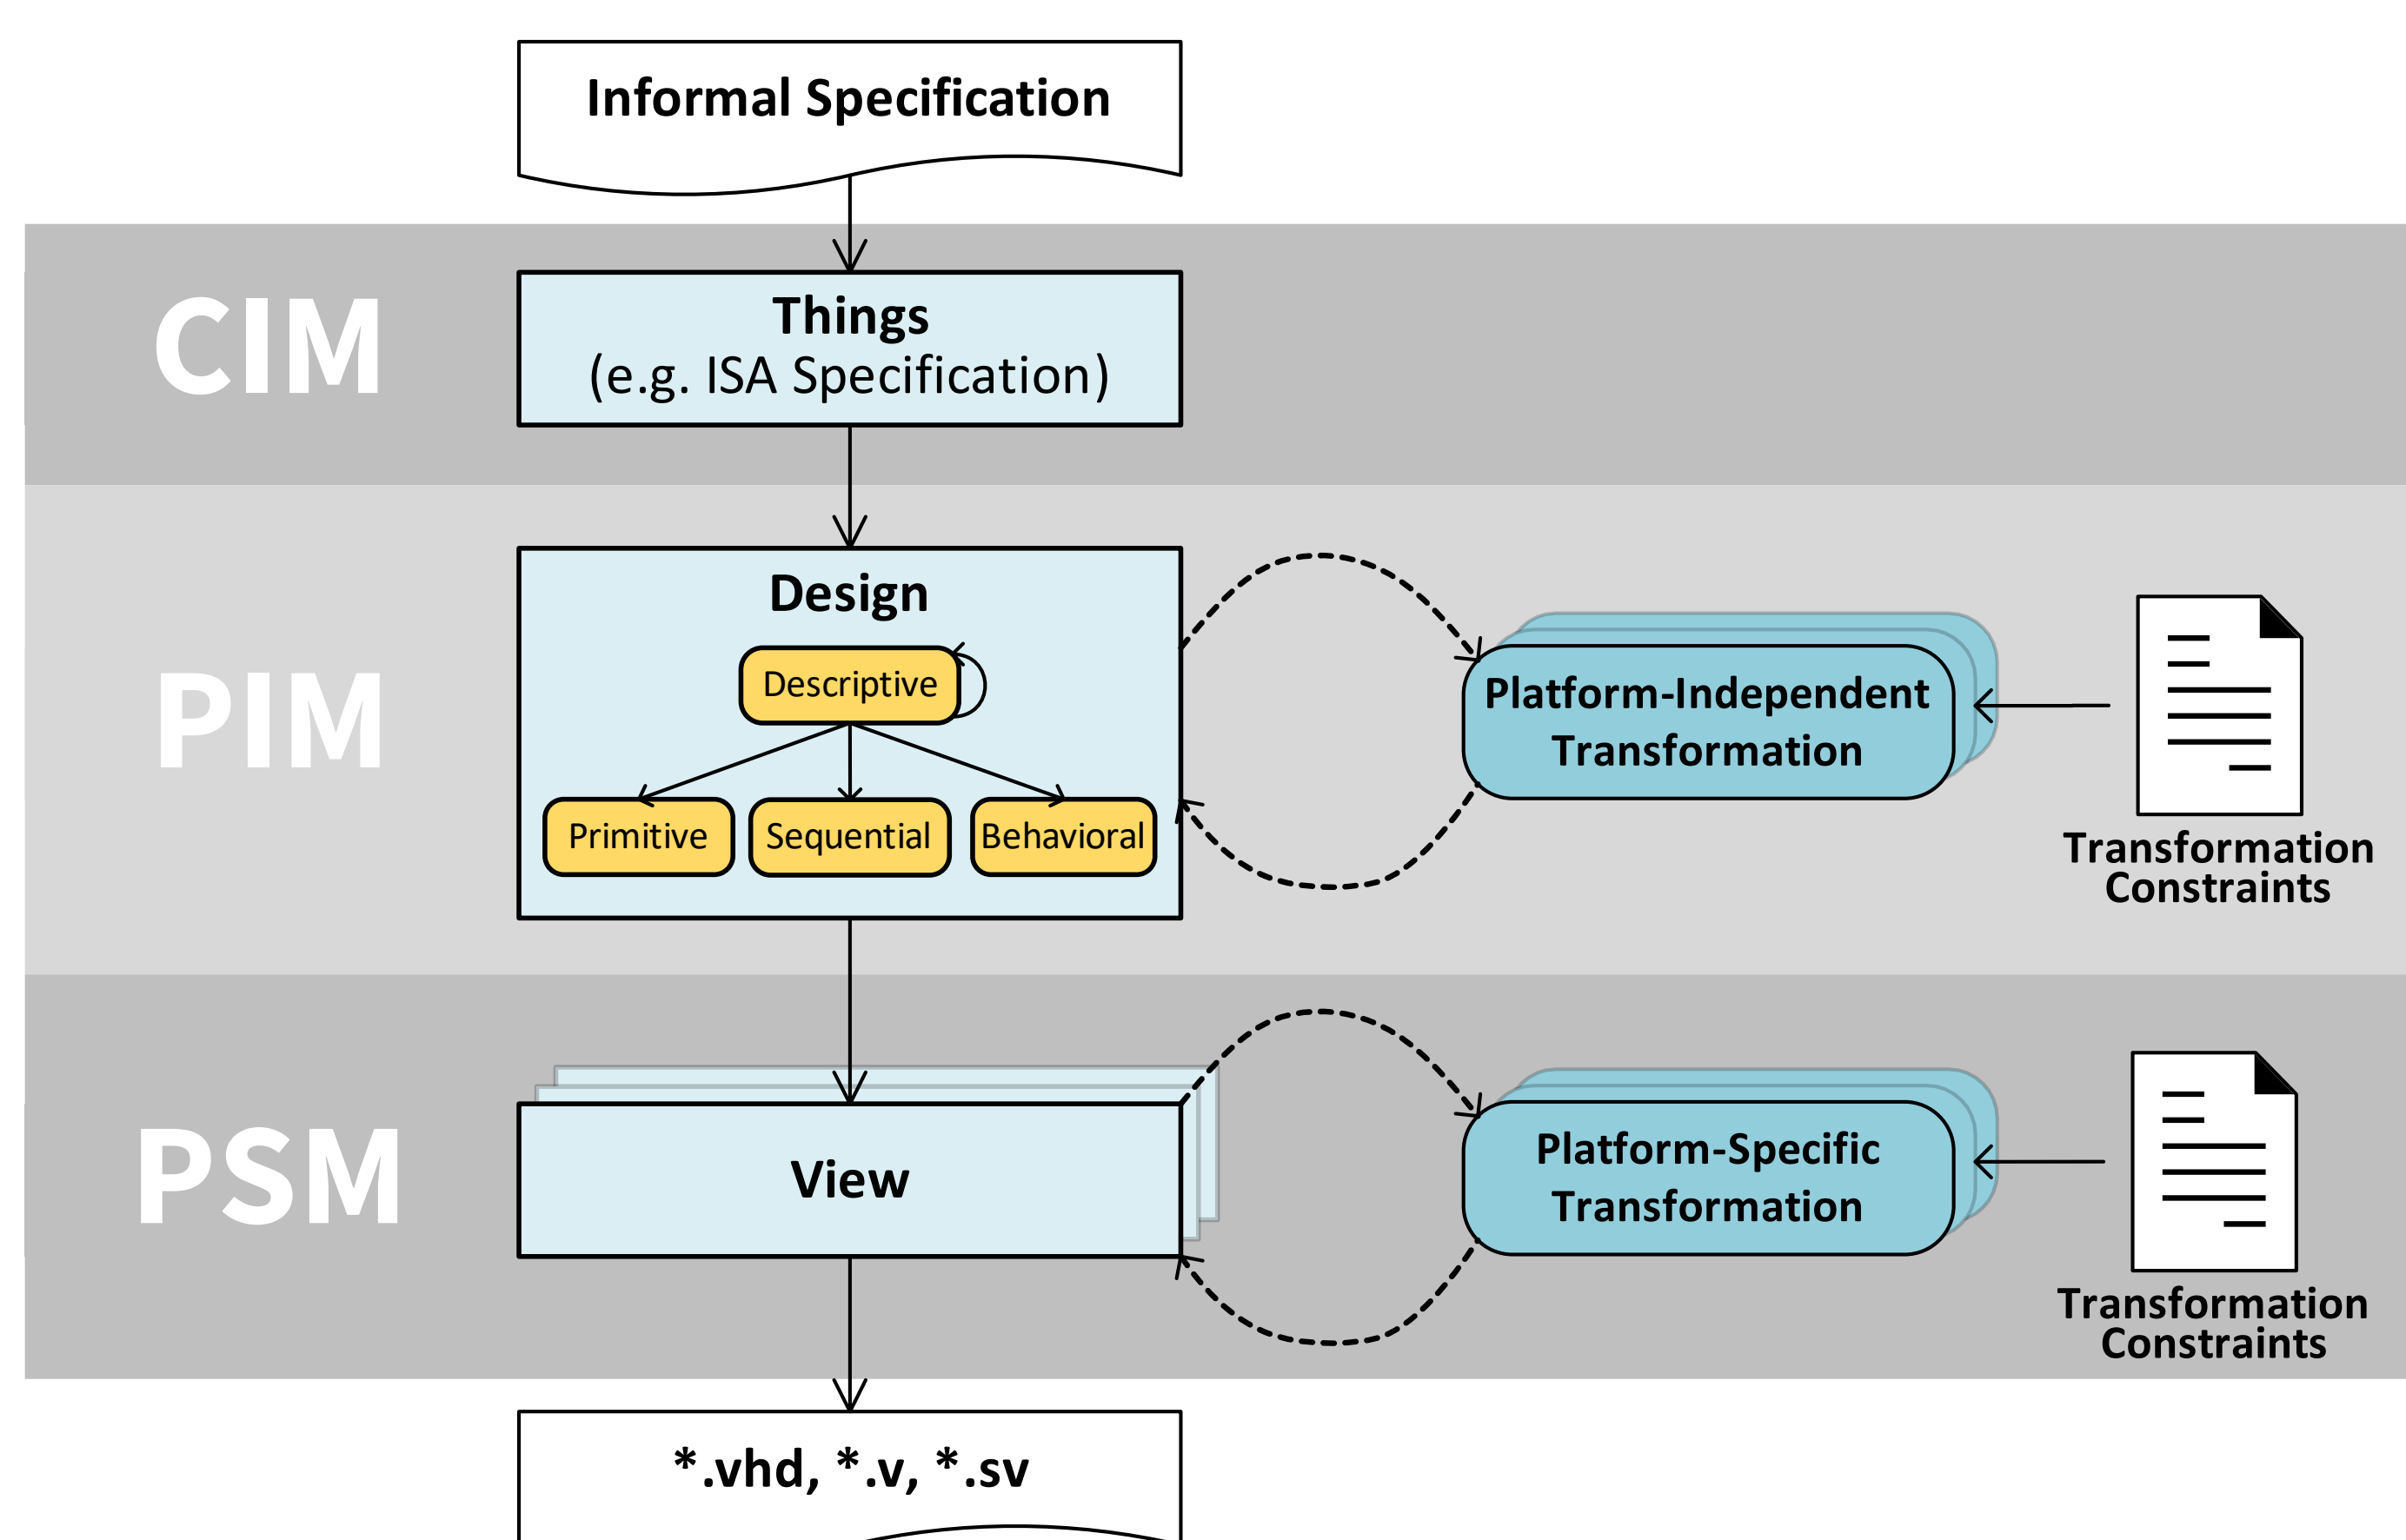 Informal Specification
CIM
Things
(e.g. ISA Specification)
PIM
Design
Descriptive
Primitive
Sequential
Behavioral
Platform-Independent
Transformation
Transformation
Constraints
PSM
View
Platform-Specific
Transformation
Transformation
Constraints
*.vhd, *.v, *.sv